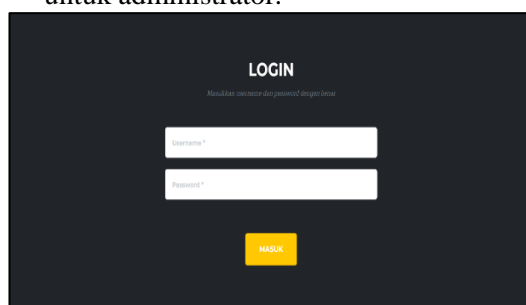 untuk administrator.
LOGIN
Masukkan username dan password dengan benar
Username *
Password *
MASUK